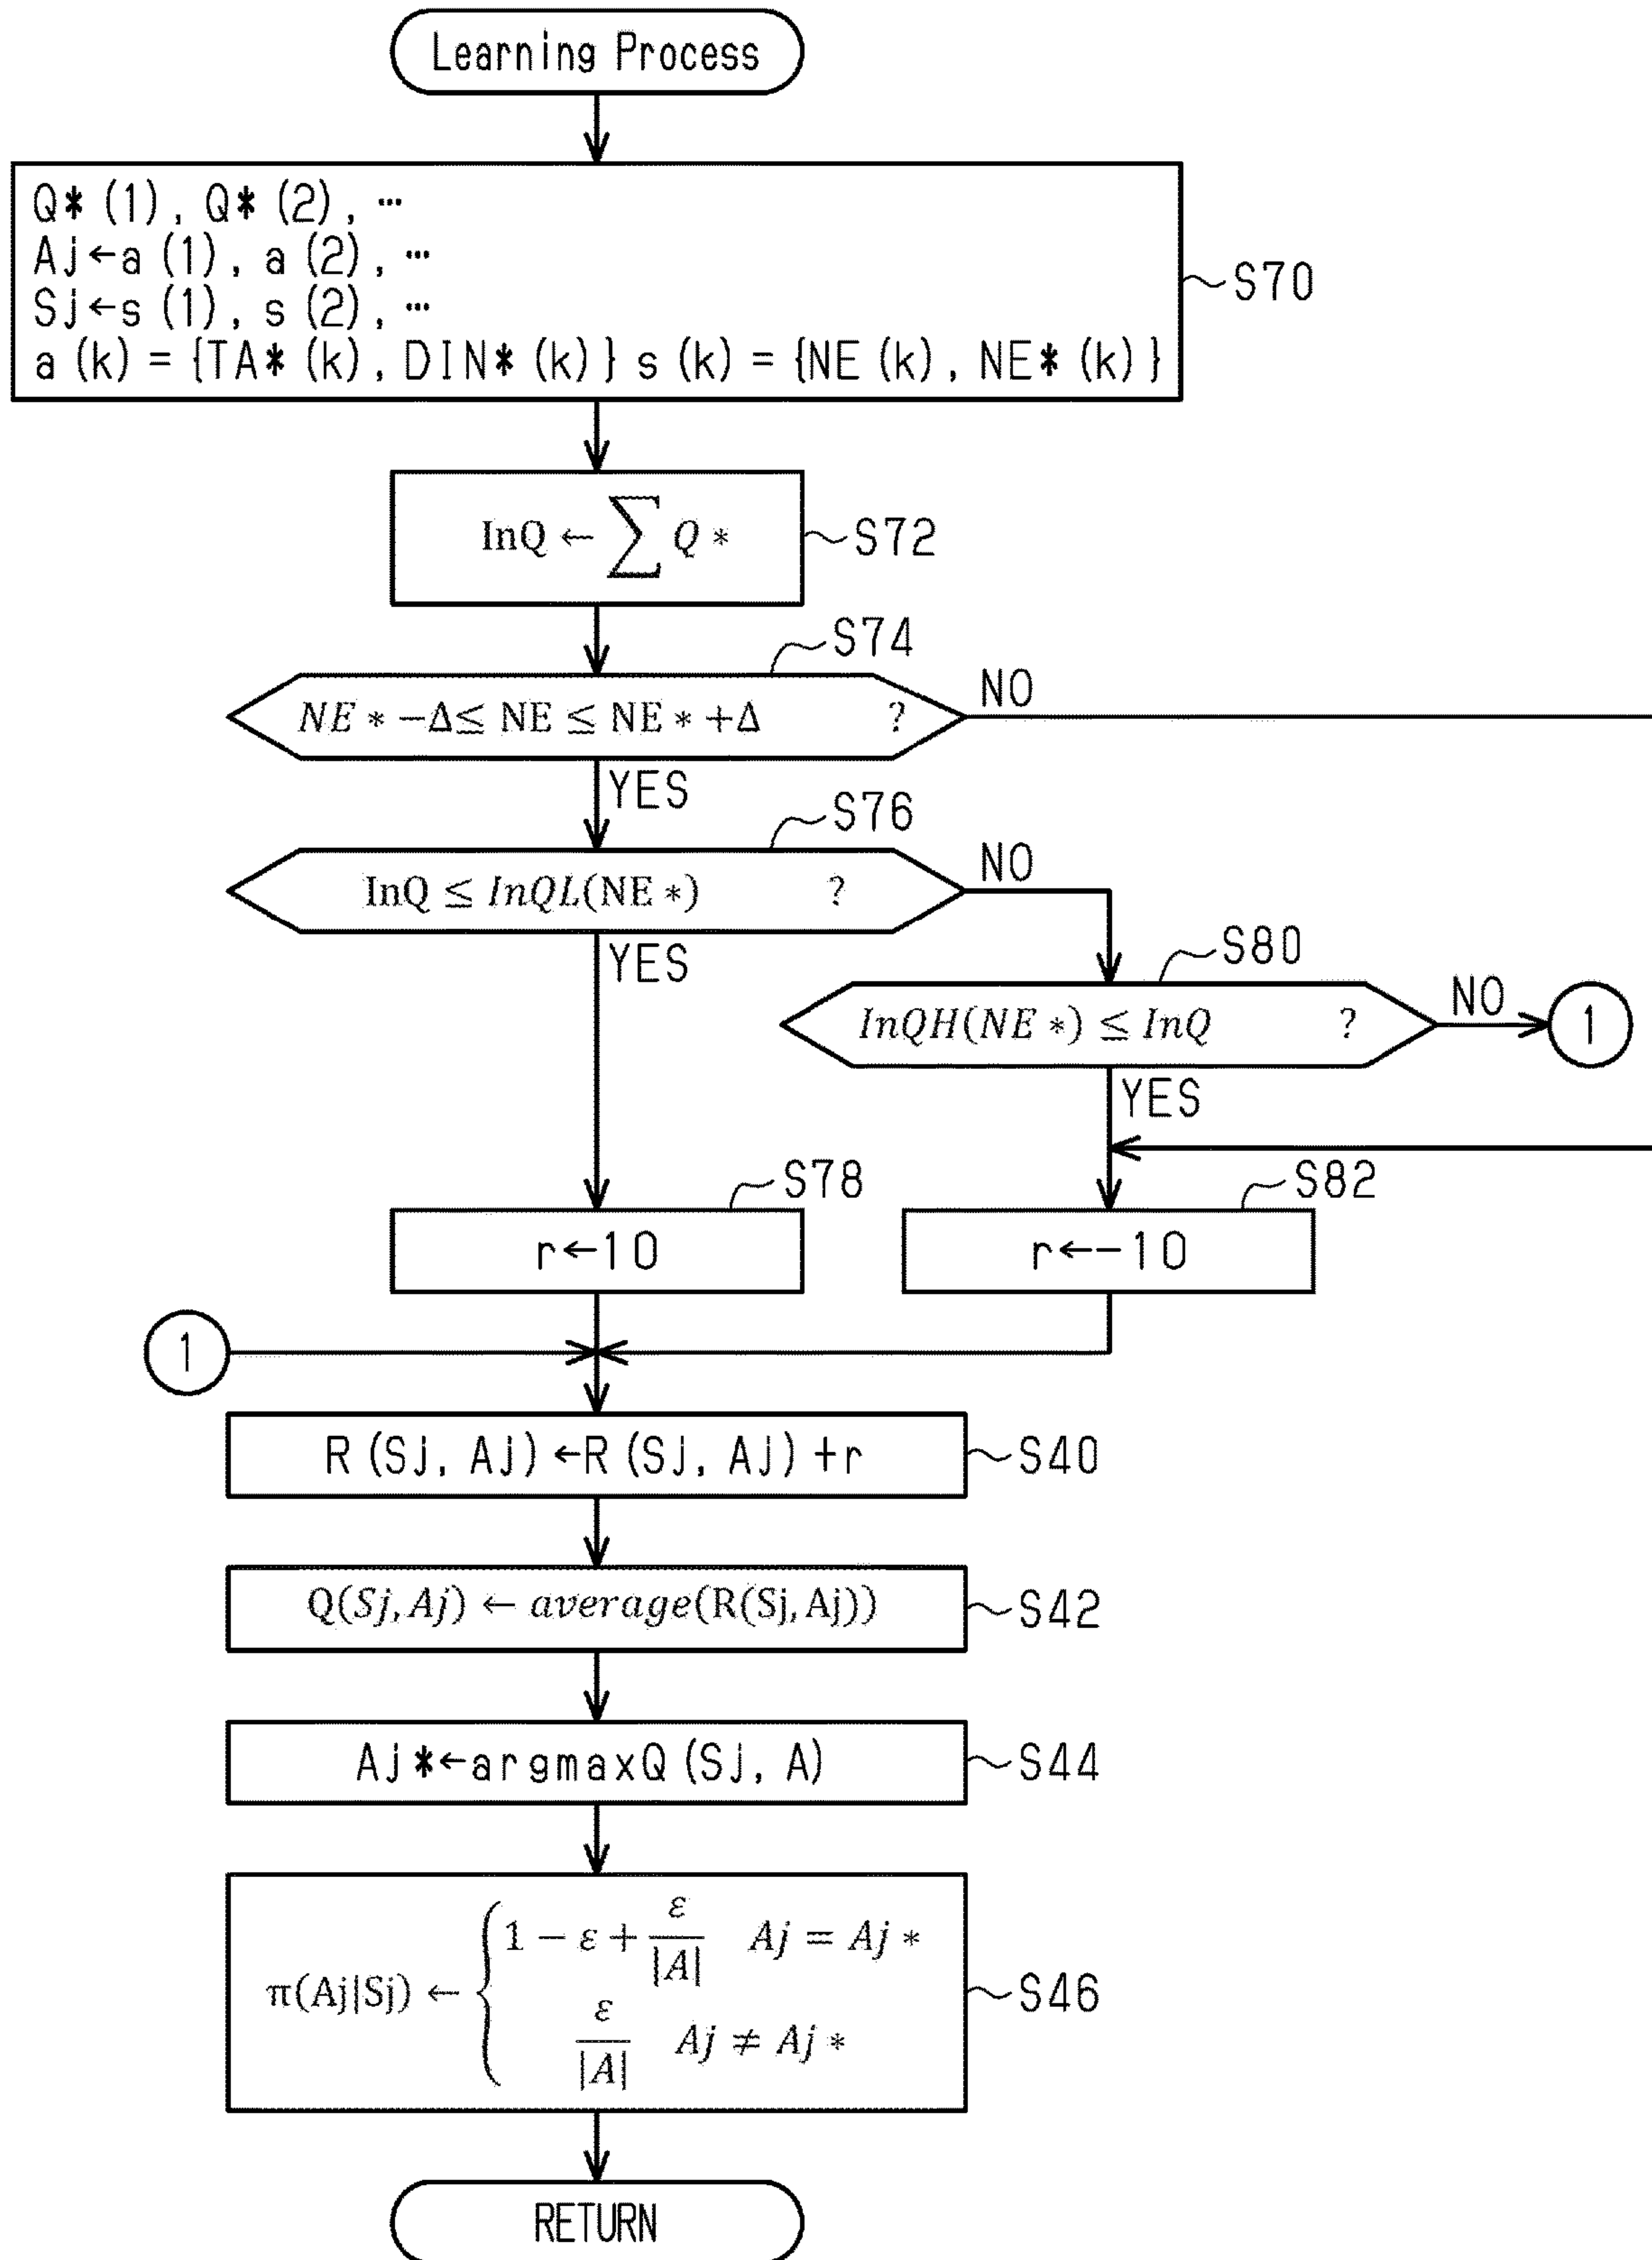 Learning Process
Q*(1), Q*(2), …
Aj←a(1), a(2), …
Sj←s(1), s(2), …
a(k)={TA*(k), DIN*(k)} s(k)={NE(k), NE*(k)}
S70
InQ ← ∑ Q *
S72
S74
NE * −Δ≦ NE ≦ NE * +Δ ?
NO
YES
S76
InQ ≦ InQL(NE *) ?
NO
YES
S80
InQH(NE *) ≦ InQ ?
NO
1
YES
S78
r←10
S82
r←−10
1
R(Sj, Aj)←R(Sj, Aj)+r
S40
Q(Sj, Aj) ← average(R(Sj, Aj))
S42
Aj*←argmaxQ(Sj, A)
S44
π(Aj|Sj) ← { 1 − ε + ε/|A| Aj = Aj *
ε/|A| Aj ≠ Aj *
S46
RETURN